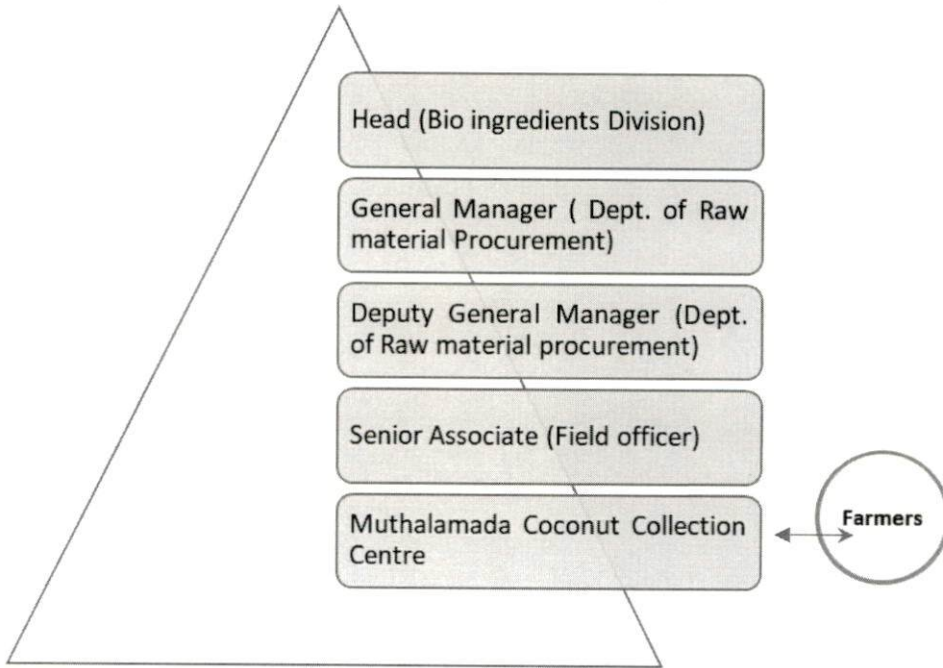 Head (Bio ingredients Division)
General Manager ( Dept. of Raw
material Procurement)
Deputy General Manager (Dept.
of Raw material procurement)
Senior Associate (Field officer)
Muthalamada Coconut Collection
Centre
Farmers